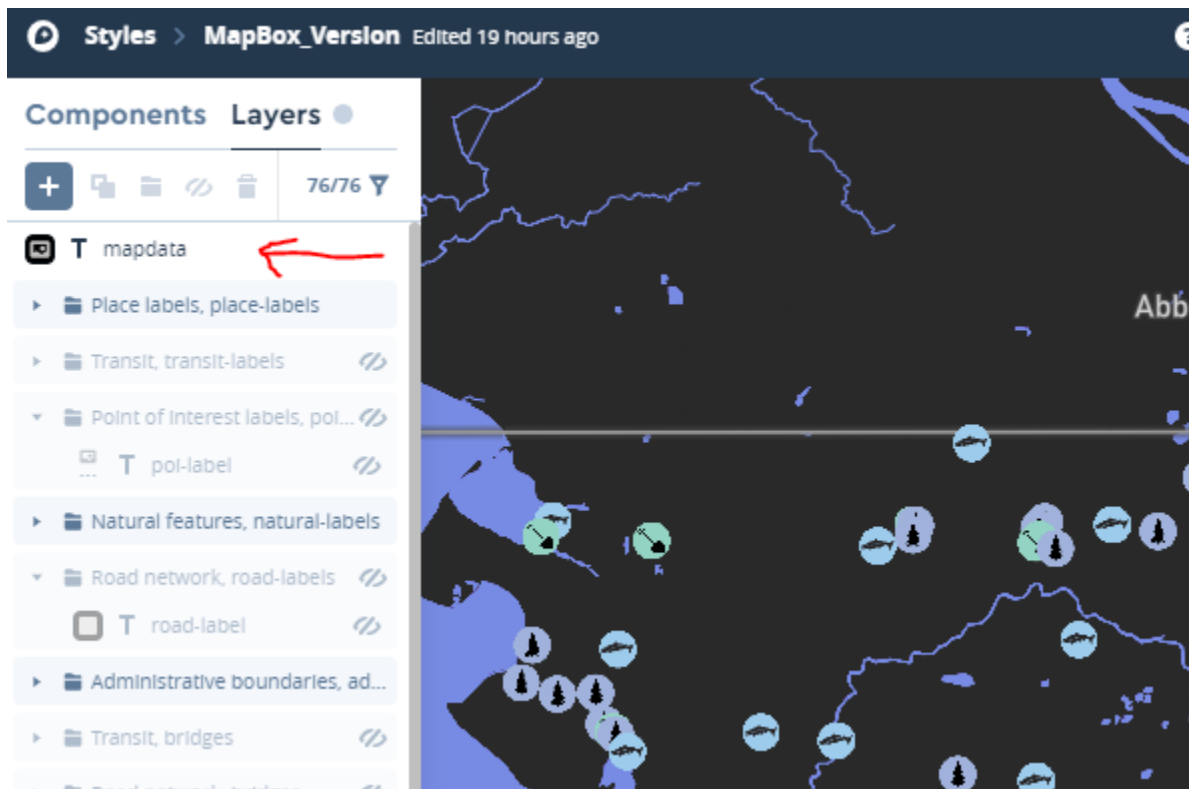 Styles > MapBox_Version Edited 19 hours ago
?
Components Layers
+ 76/76
T mapdata
Place labels, place-labels
Transit, transit-labels
Point of interest labels, poi...
T poi-label
Natural features, natural-labels
Road network, road-labels
T road-label
Administrative boundaries, ad...
Transit, bridges
Abb